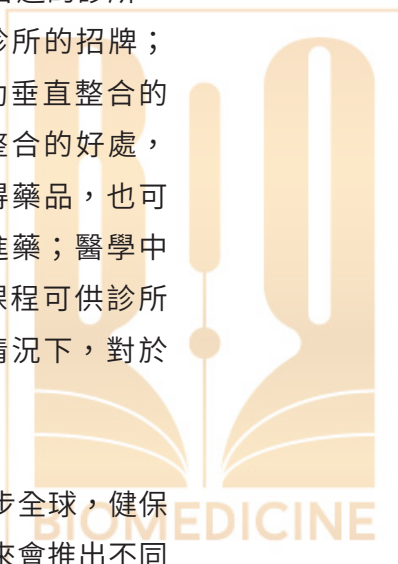 診所的招牌；
垂直整合的
整合的好處，
藥品，也可
進藥；醫學中
課程可供診所
情況下，對於
步全球，健保
BIOMEDICINE
來會推出不同